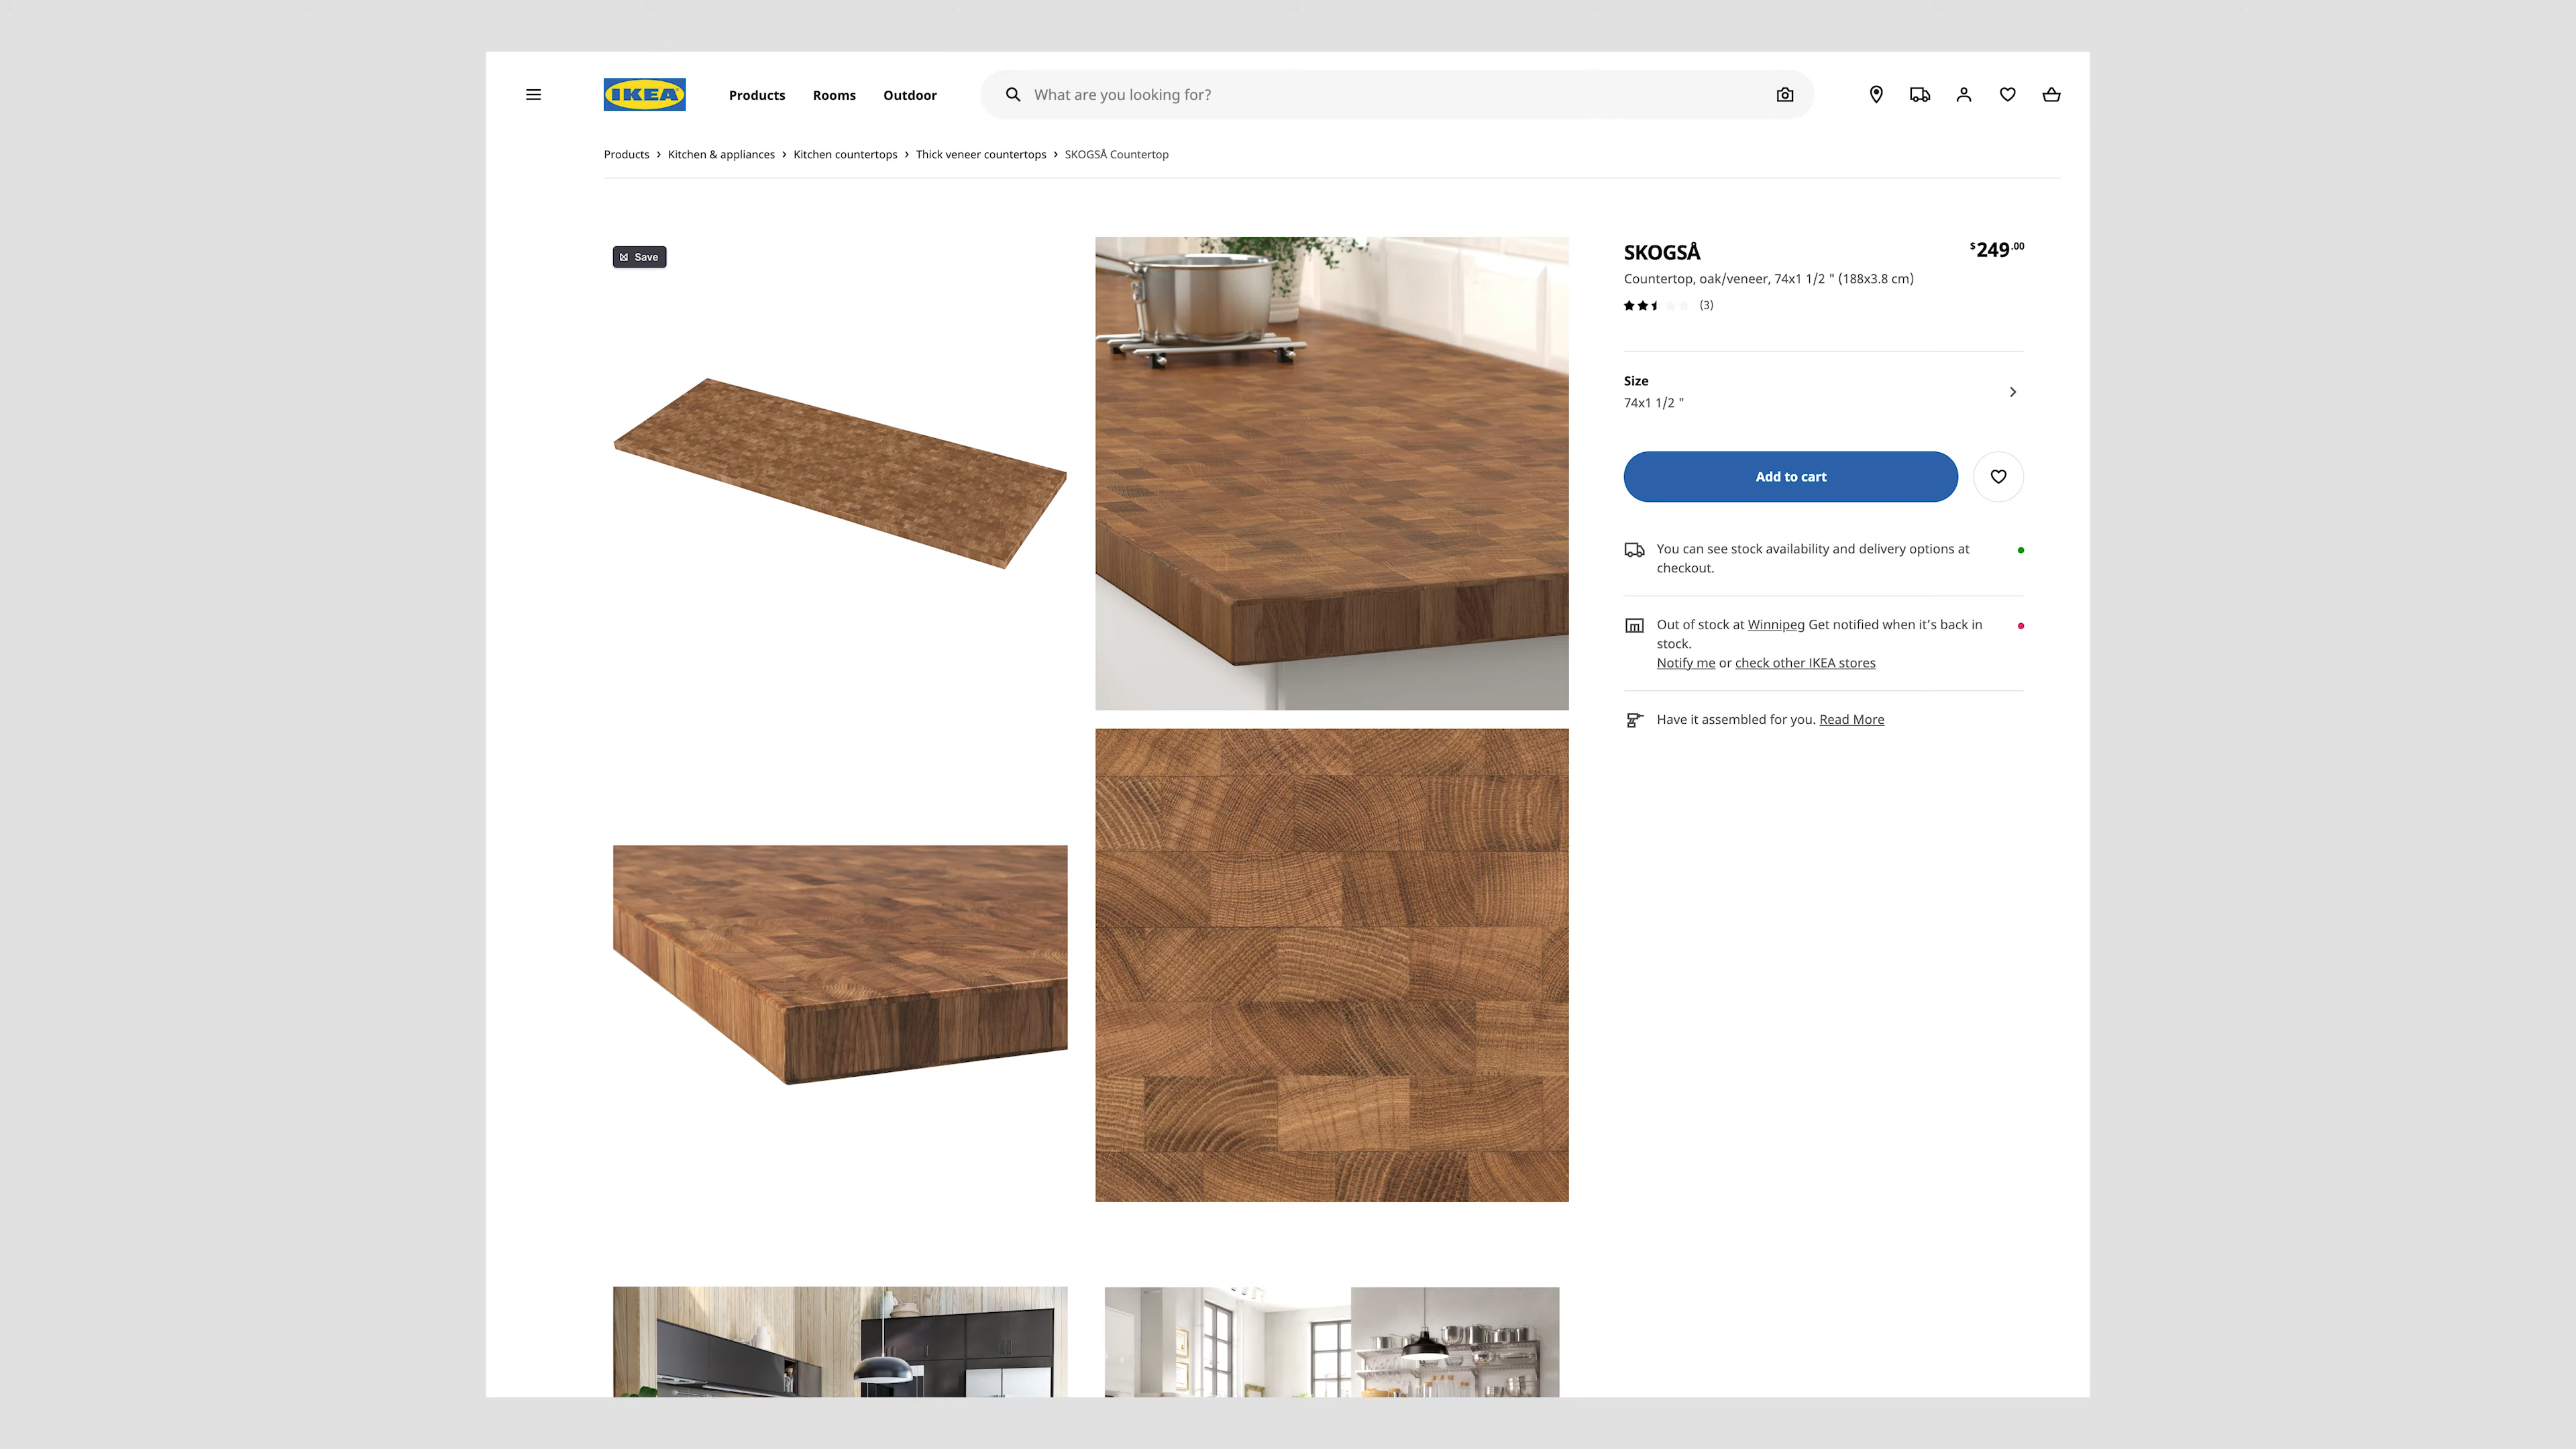 IKEA
Products
Rooms
Outdoor
What are you looking for?
Products › Kitchen & appliances › Kitchen countertops › Thick veneer countertops › SKOGSÅ Countertop
Save
SKOGSÅ
$249.00
Countertop, oak/veneer, 74x1 1/2 " (188x3.8 cm)
(3)
Size
74x1 1/2 "
Add to cart
You can see stock availability and delivery options at
checkout.
Out of stock at Winnipeg Get notified when it’s back in
stock.
Notify me or check other IKEA stores
Have it assembled for you. Read More